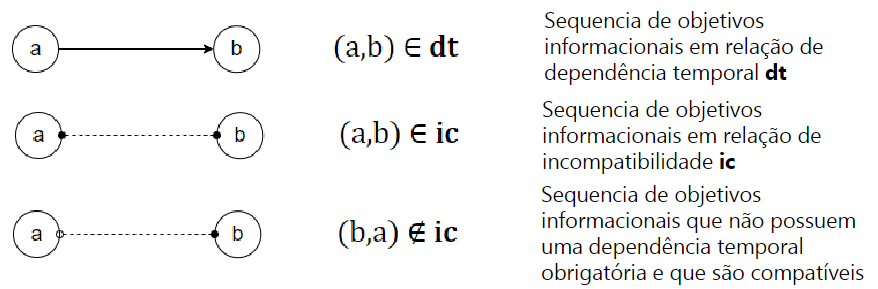 a b (a,b) ∈ dt
Sequencia de objetivos
informacionais em relação de
dependência temporal dt
a b (a,b) ∈ ic
Sequencia de objetivos
informacionais em relação de
incompatibilidade ic
a b (b,a) ∉ ic
Sequencia de objetivos
informacionais que não possuem
uma dependência temporal
obrigatória e que são compatíveis